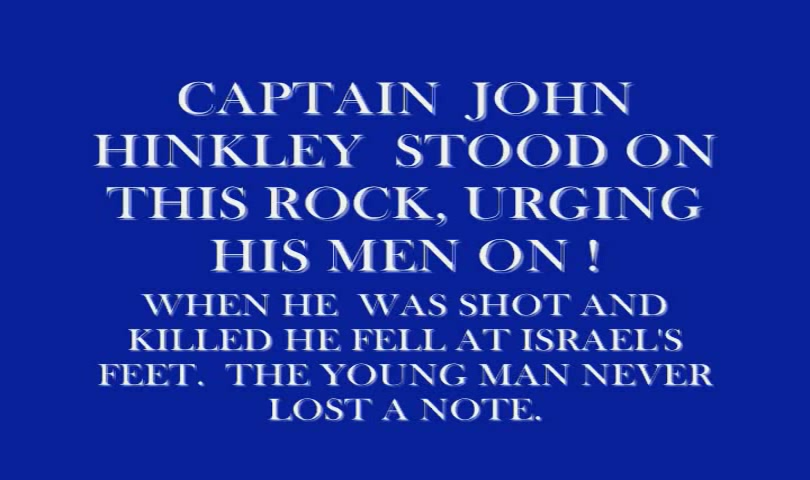 CAPTAIN JOHN
HINKLEY STOOD ON
THIS ROCK, URGING
HIS MEN ON !
WHEN HE WAS SHOT AND
KILLED HE FELL AT ISRAEL'S
FEET. THE YOUNG MAN NEVER
LOST A NOTE.